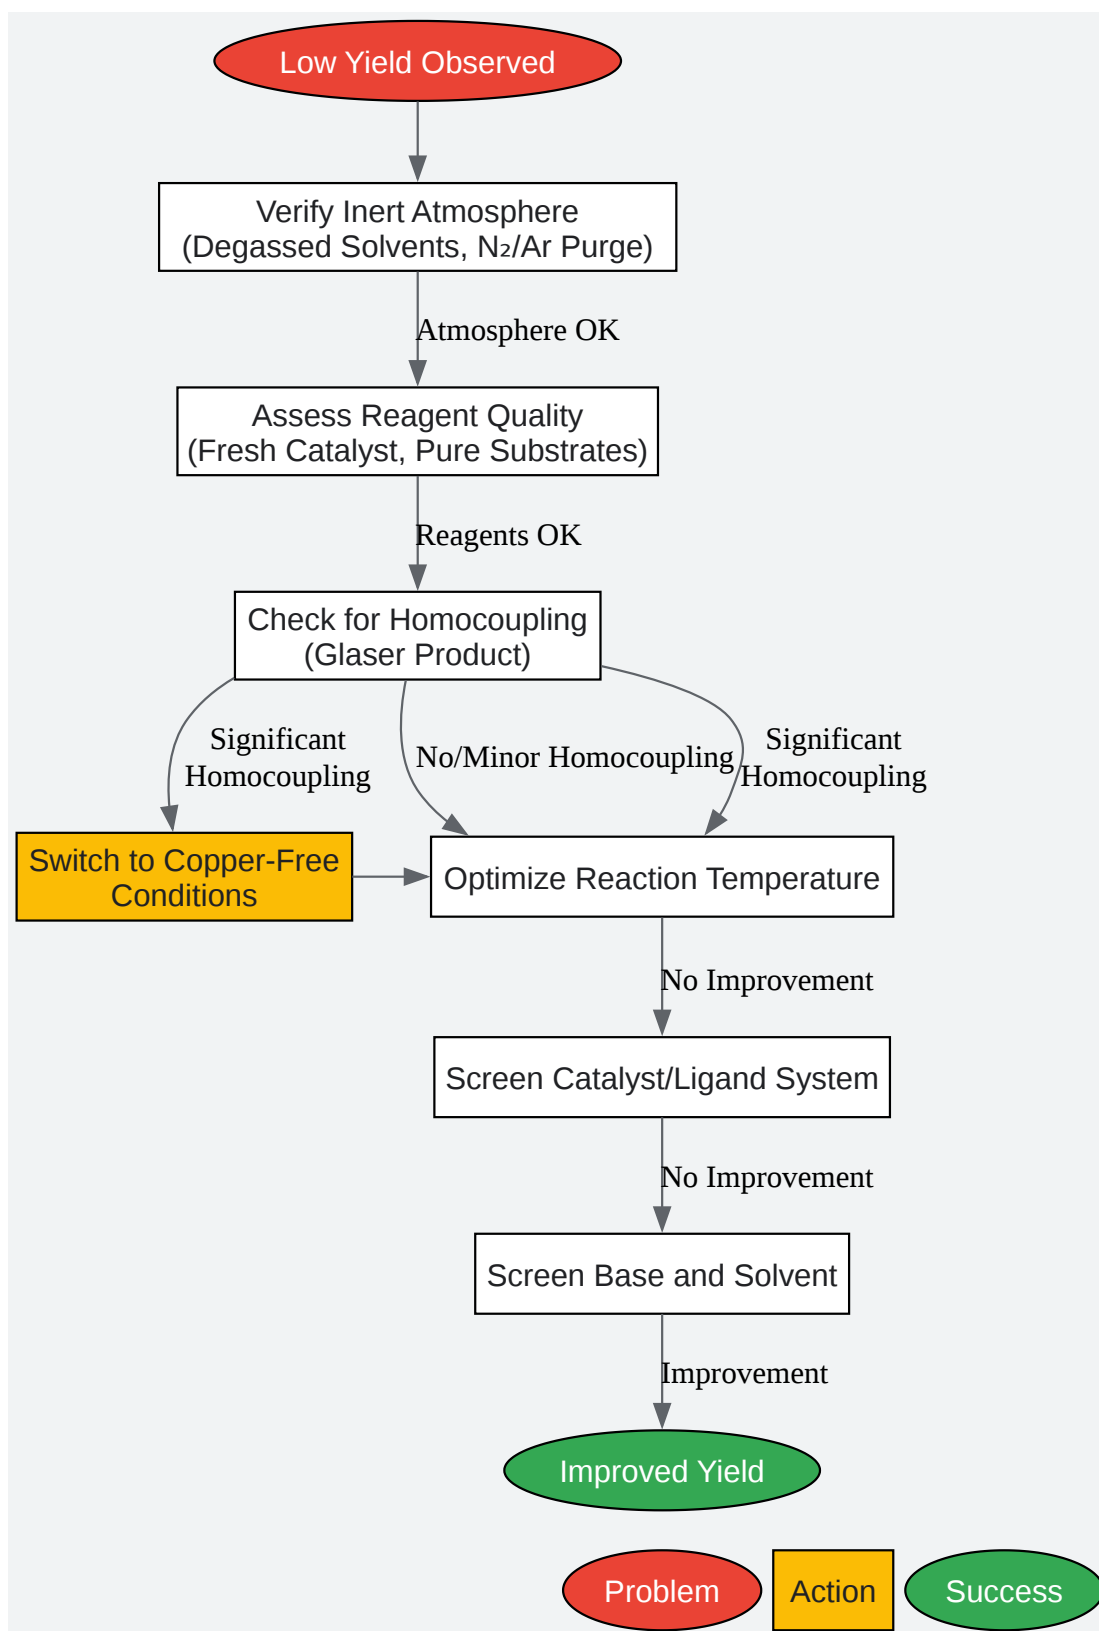 Low Yield Observed
Verify Inert Atmosphere
(Degassed Solvents, N₂/Ar Purge)
Atmosphere OK
Assess Reagent Quality
(Fresh Catalyst, Pure Substrates)
Reagents OK
Check for Homocoupling
(Glaser Product)
Significant
Homocoupling
No/Minor Homocoupling
Significant
Homocoupling
Switch to Copper-Free
Conditions
Optimize Reaction Temperature
No Improvement
Screen Catalyst/Ligand System
No Improvement
Screen Base and Solvent
Improvement
Improved Yield
Problem
Action
Success